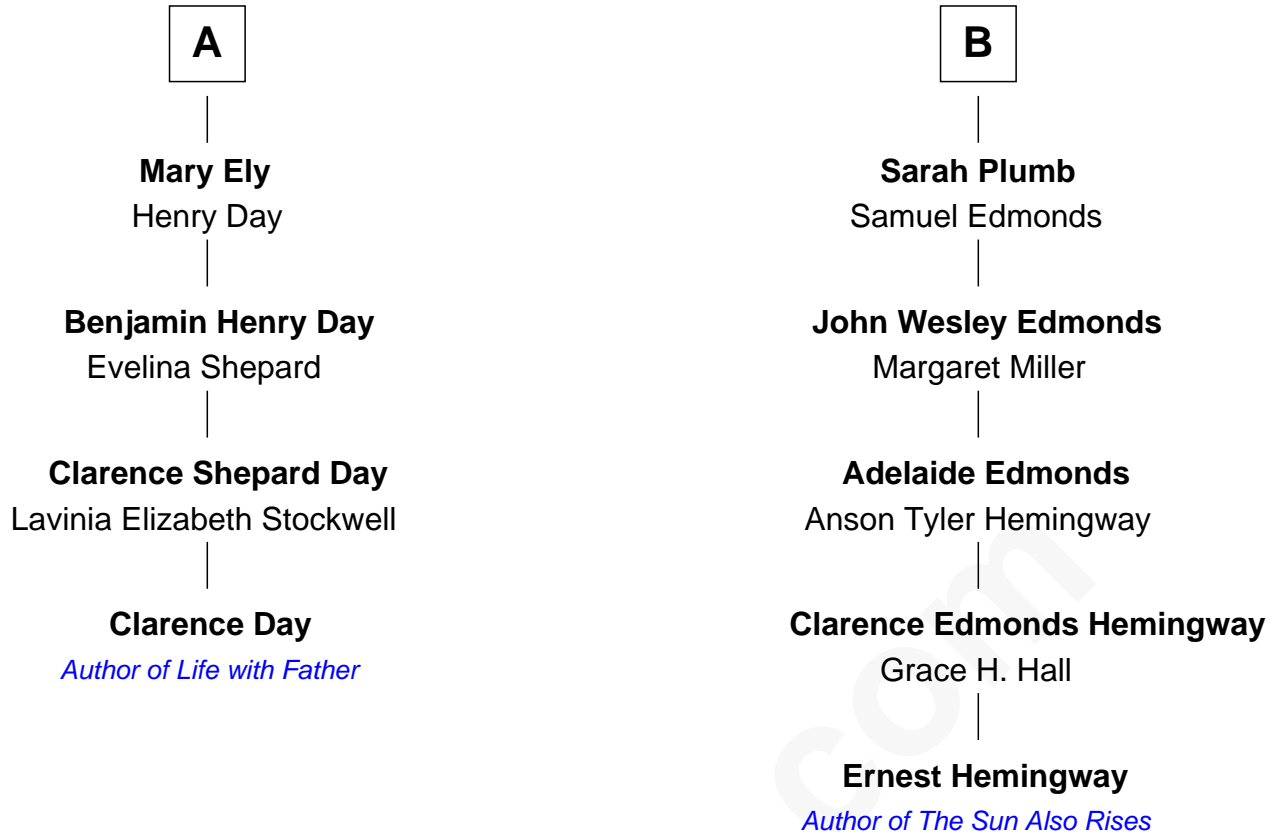 A
Mary Ely
Henry Day
Benjamin Henry Day
Evelina Shepard
Clarence Shepard Day
Lavinia Elizabeth Stockwell
Clarence Day
Author of Life with Father
B
Sarah Plumb
Samuel Edmonds
John Wesley Edmonds
Margaret Miller
Adelaide Edmonds
Anson Tyler Hemingway
Clarence Edmonds Hemingway
Grace H. Hall
Ernest Hemingway
Author of The Sun Also Rises
com